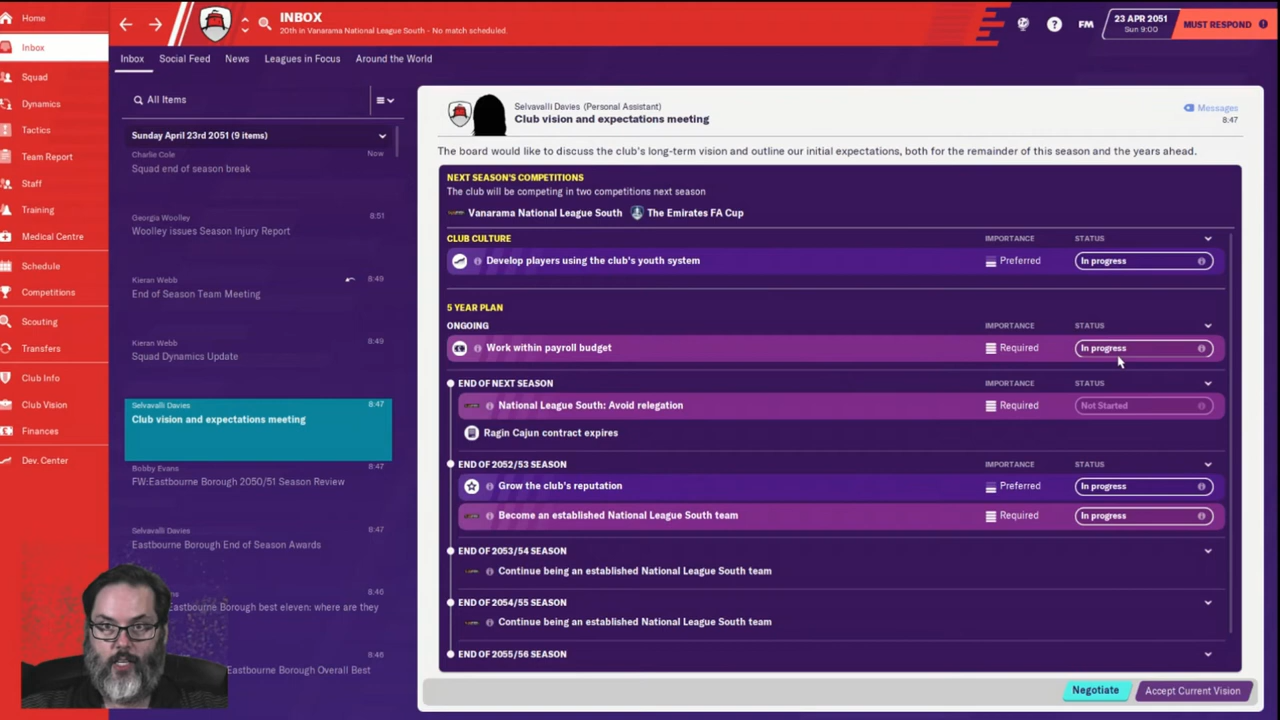 Home
Inbox
Squad
Dynamics
Tactics
Team Report
Staff
Training
Medical Centre
Schedule
Competitions
Scouting
Transfers
Club Info
Club Vision
Finances
Dev. Center
INBOX
20th in Vanarama National League South - No match scheduled.
?
FM
23 APR 2051
Sun 9:00
MUST RESPOND
Inbox
Social Feed
News
Leagues in Focus
Around the World
All Items
Sunday April 23rd 2051 (9 items)
Charlie Cole
Now
Squad end of season break
Georgia Woolley
8:51
Woolley issues Season Injury Report
Kieran Webb
8:49
End of Season Team Meeting
Kieran Webb
8:49
Squad Dynamics Update
Selvavalli Davies
8:47
Club vision and expectations meeting
Bobby Evans
8:47
FW:Eastbourne Borough 2050/51 Season Review
Selvavalli Davies
8:47
Eastbourne Borough End of Season Awards
8:46
Eastbourne Borough best eleven: where are they
8:46
Eastbourne Borough Overall Best
Selvavalli Davies (Personal Assistant)
Club vision and expectations meeting
Messages
8:47
The board would like to discuss the club's long-term vision and outline our initial expectations, both for the remainder of this season and the years ahead.
NEXT SEASON'S COMPETITIONS
The club will be competing in two competitions next season
Vanarama National League South
The Emirates FA Cup
CLUB CULTURE
IMPORTANCE
STATUS
Develop players using the club's youth system
Preferred
In progress
5 YEAR PLAN
ONGOING
IMPORTANCE
STATUS
Work within payroll budget
Required
In progress
END OF NEXT SEASON
IMPORTANCE
STATUS
National League South: Avoid relegation
Required
Not Started
Ragin Cajun contract expires
END OF 2052/53 SEASON
IMPORTANCE
STATUS
Grow the club's reputation
Preferred
In progress
Become an established National League South team
Required
In progress
END OF 2053/54 SEASON
Continue being an established National League South team
END OF 2054/55 SEASON
Continue being an established National League South team
END OF 2055/56 SEASON
Negotiate
Accept Current Vision